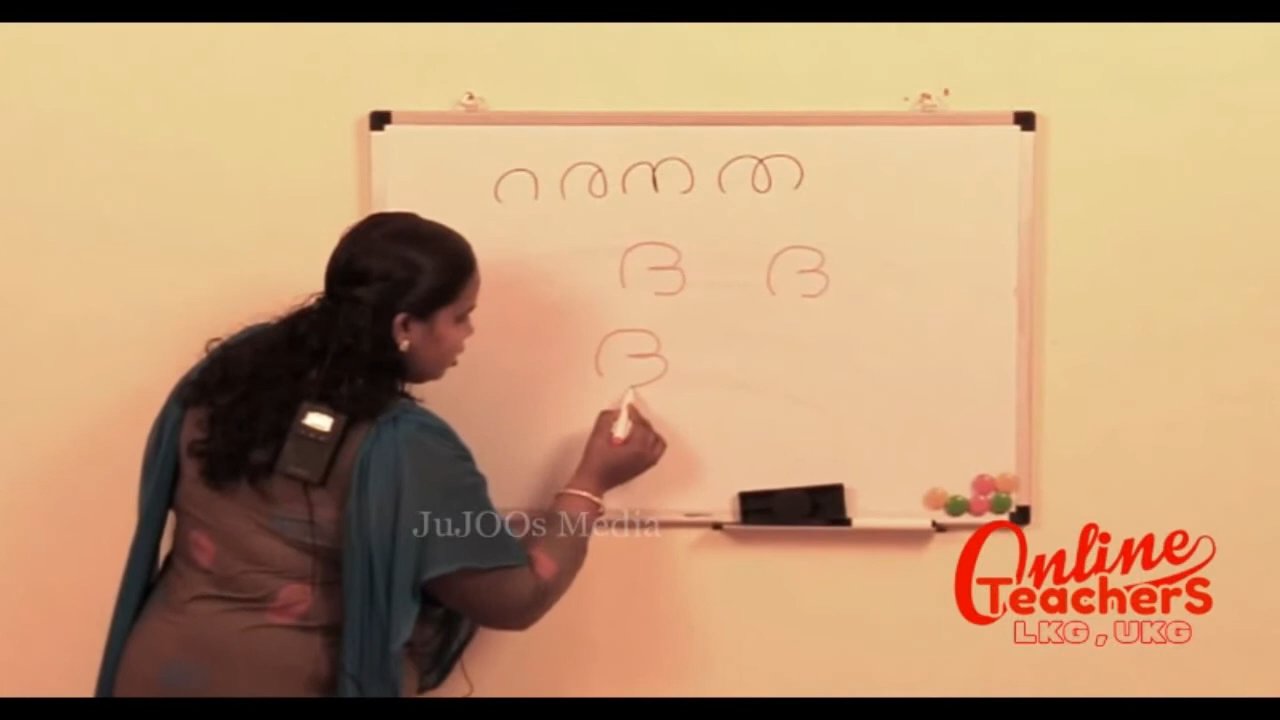 റ ര ന ത
ദ ദ
ദ
JuJOOs Media
Online
TeacherS
LKG, UKG